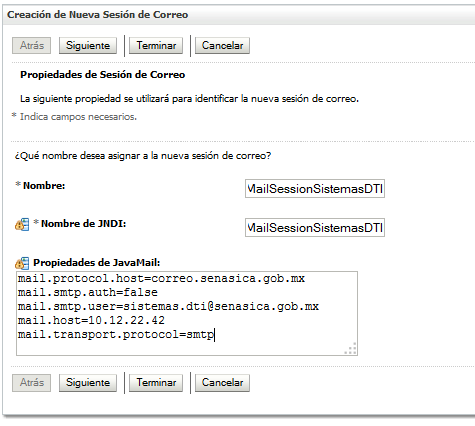 Creación de Nueva Sesión de Correo
Atrás Siguiente Terminar Cancelar
Propiedades de Sesión de Correo
La siguiente propiedad se utilizará para identificar la nueva sesión de correo.
* Indica campos necesarios.
¿Qué nombre desea asignar a la nueva sesión de correo?
* Nombre: MailSessionSistemasDTI
* Nombre de JNDI: MailSessionSistemasDTI
Propiedades de JavaMail:
mail.protocol.host=correo.senasica.gob.mx
mail.smtp.auth=false
mail.smtp.user=sistemas.dti@senasica.gob.mx
mail.host=10.12.22.42
mail.transport.protocol=smtp
Atrás Siguiente Terminar Cancelar